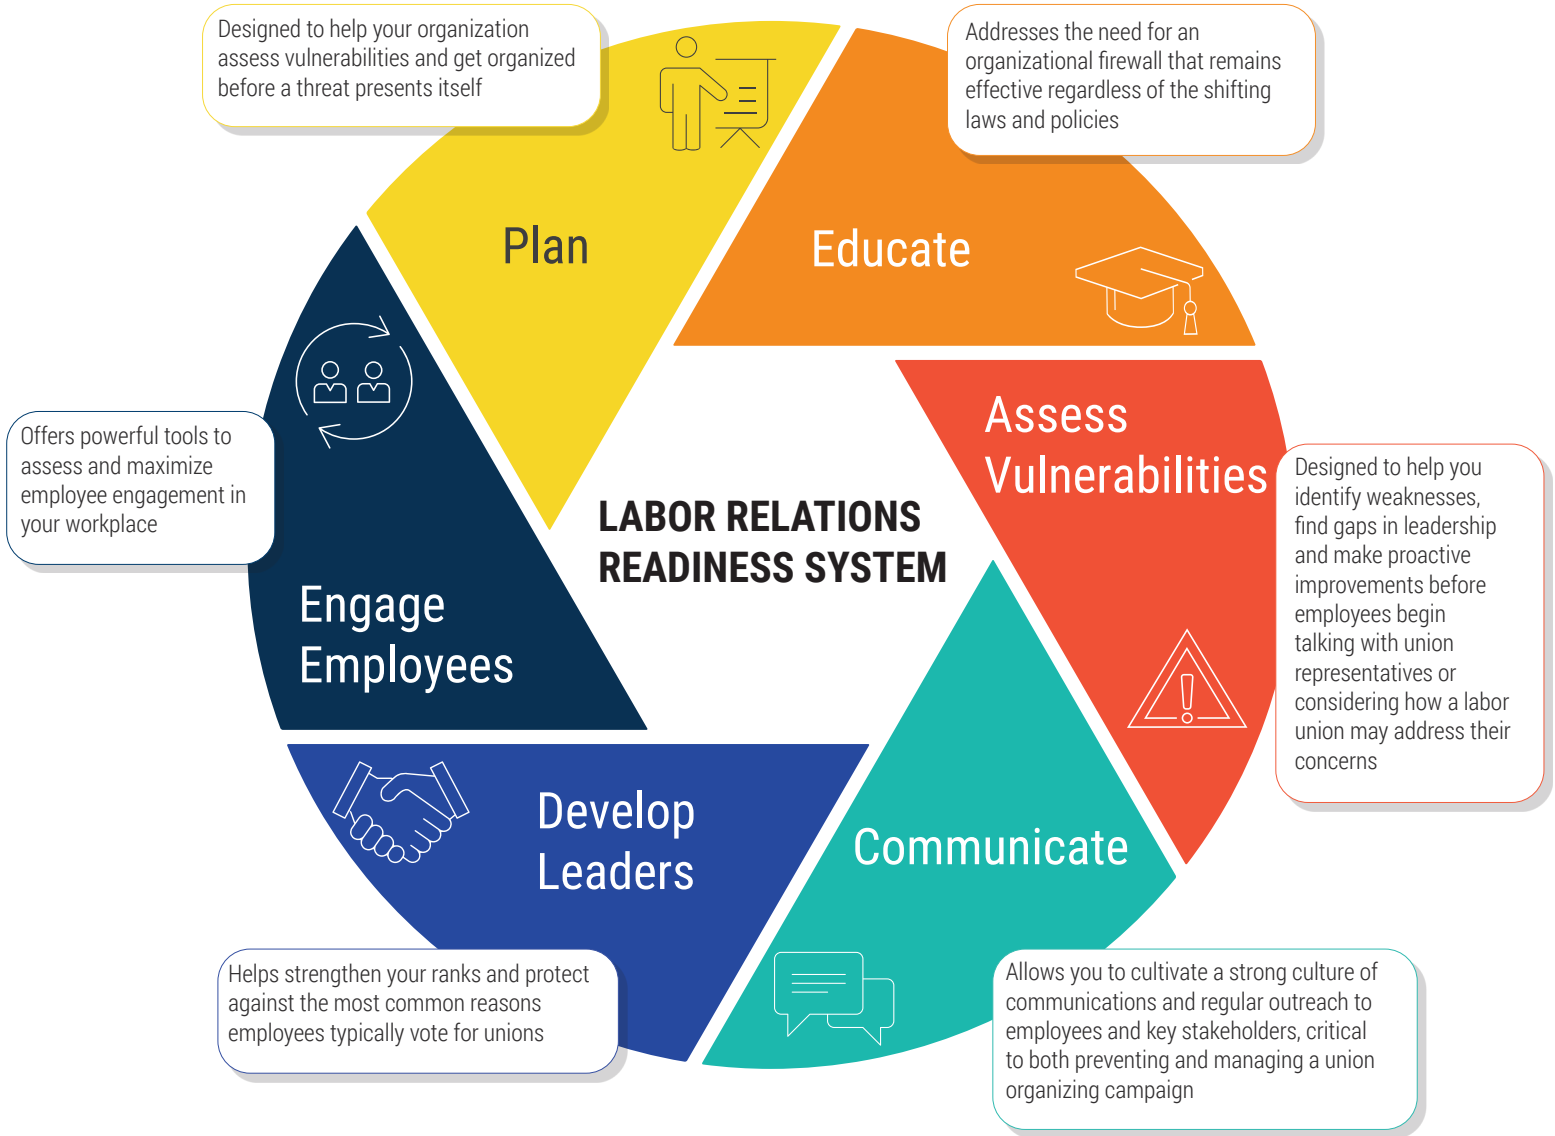 Designed to help your organization
assess vulnerabilities and get organized
before a threat presents itself
Plan
Addresses the need for an
organizational firewall that remains
effective regardless of the shifting
laws and policies
Educate
Assess
Vulnerabilities
Designed to help you
identify weaknesses,
find gaps in leadership
and make proactive
improvements before
employees begin
talking with union
representatives or
considering how a labor
union may address their
concerns
LABOR RELATIONS
READINESS SYSTEM
Offers powerful tools to
assess and maximize
employee engagement in
your workplace
Engage
Employees
Develop
Leaders
Helps strengthen your ranks and protect
against the most common reasons
employees typically vote for unions
Communicate
Allows you to cultivate a strong culture of
communications and regular outreach to
employees and key stakeholders, critical
to both preventing and managing a union
organizing campaign